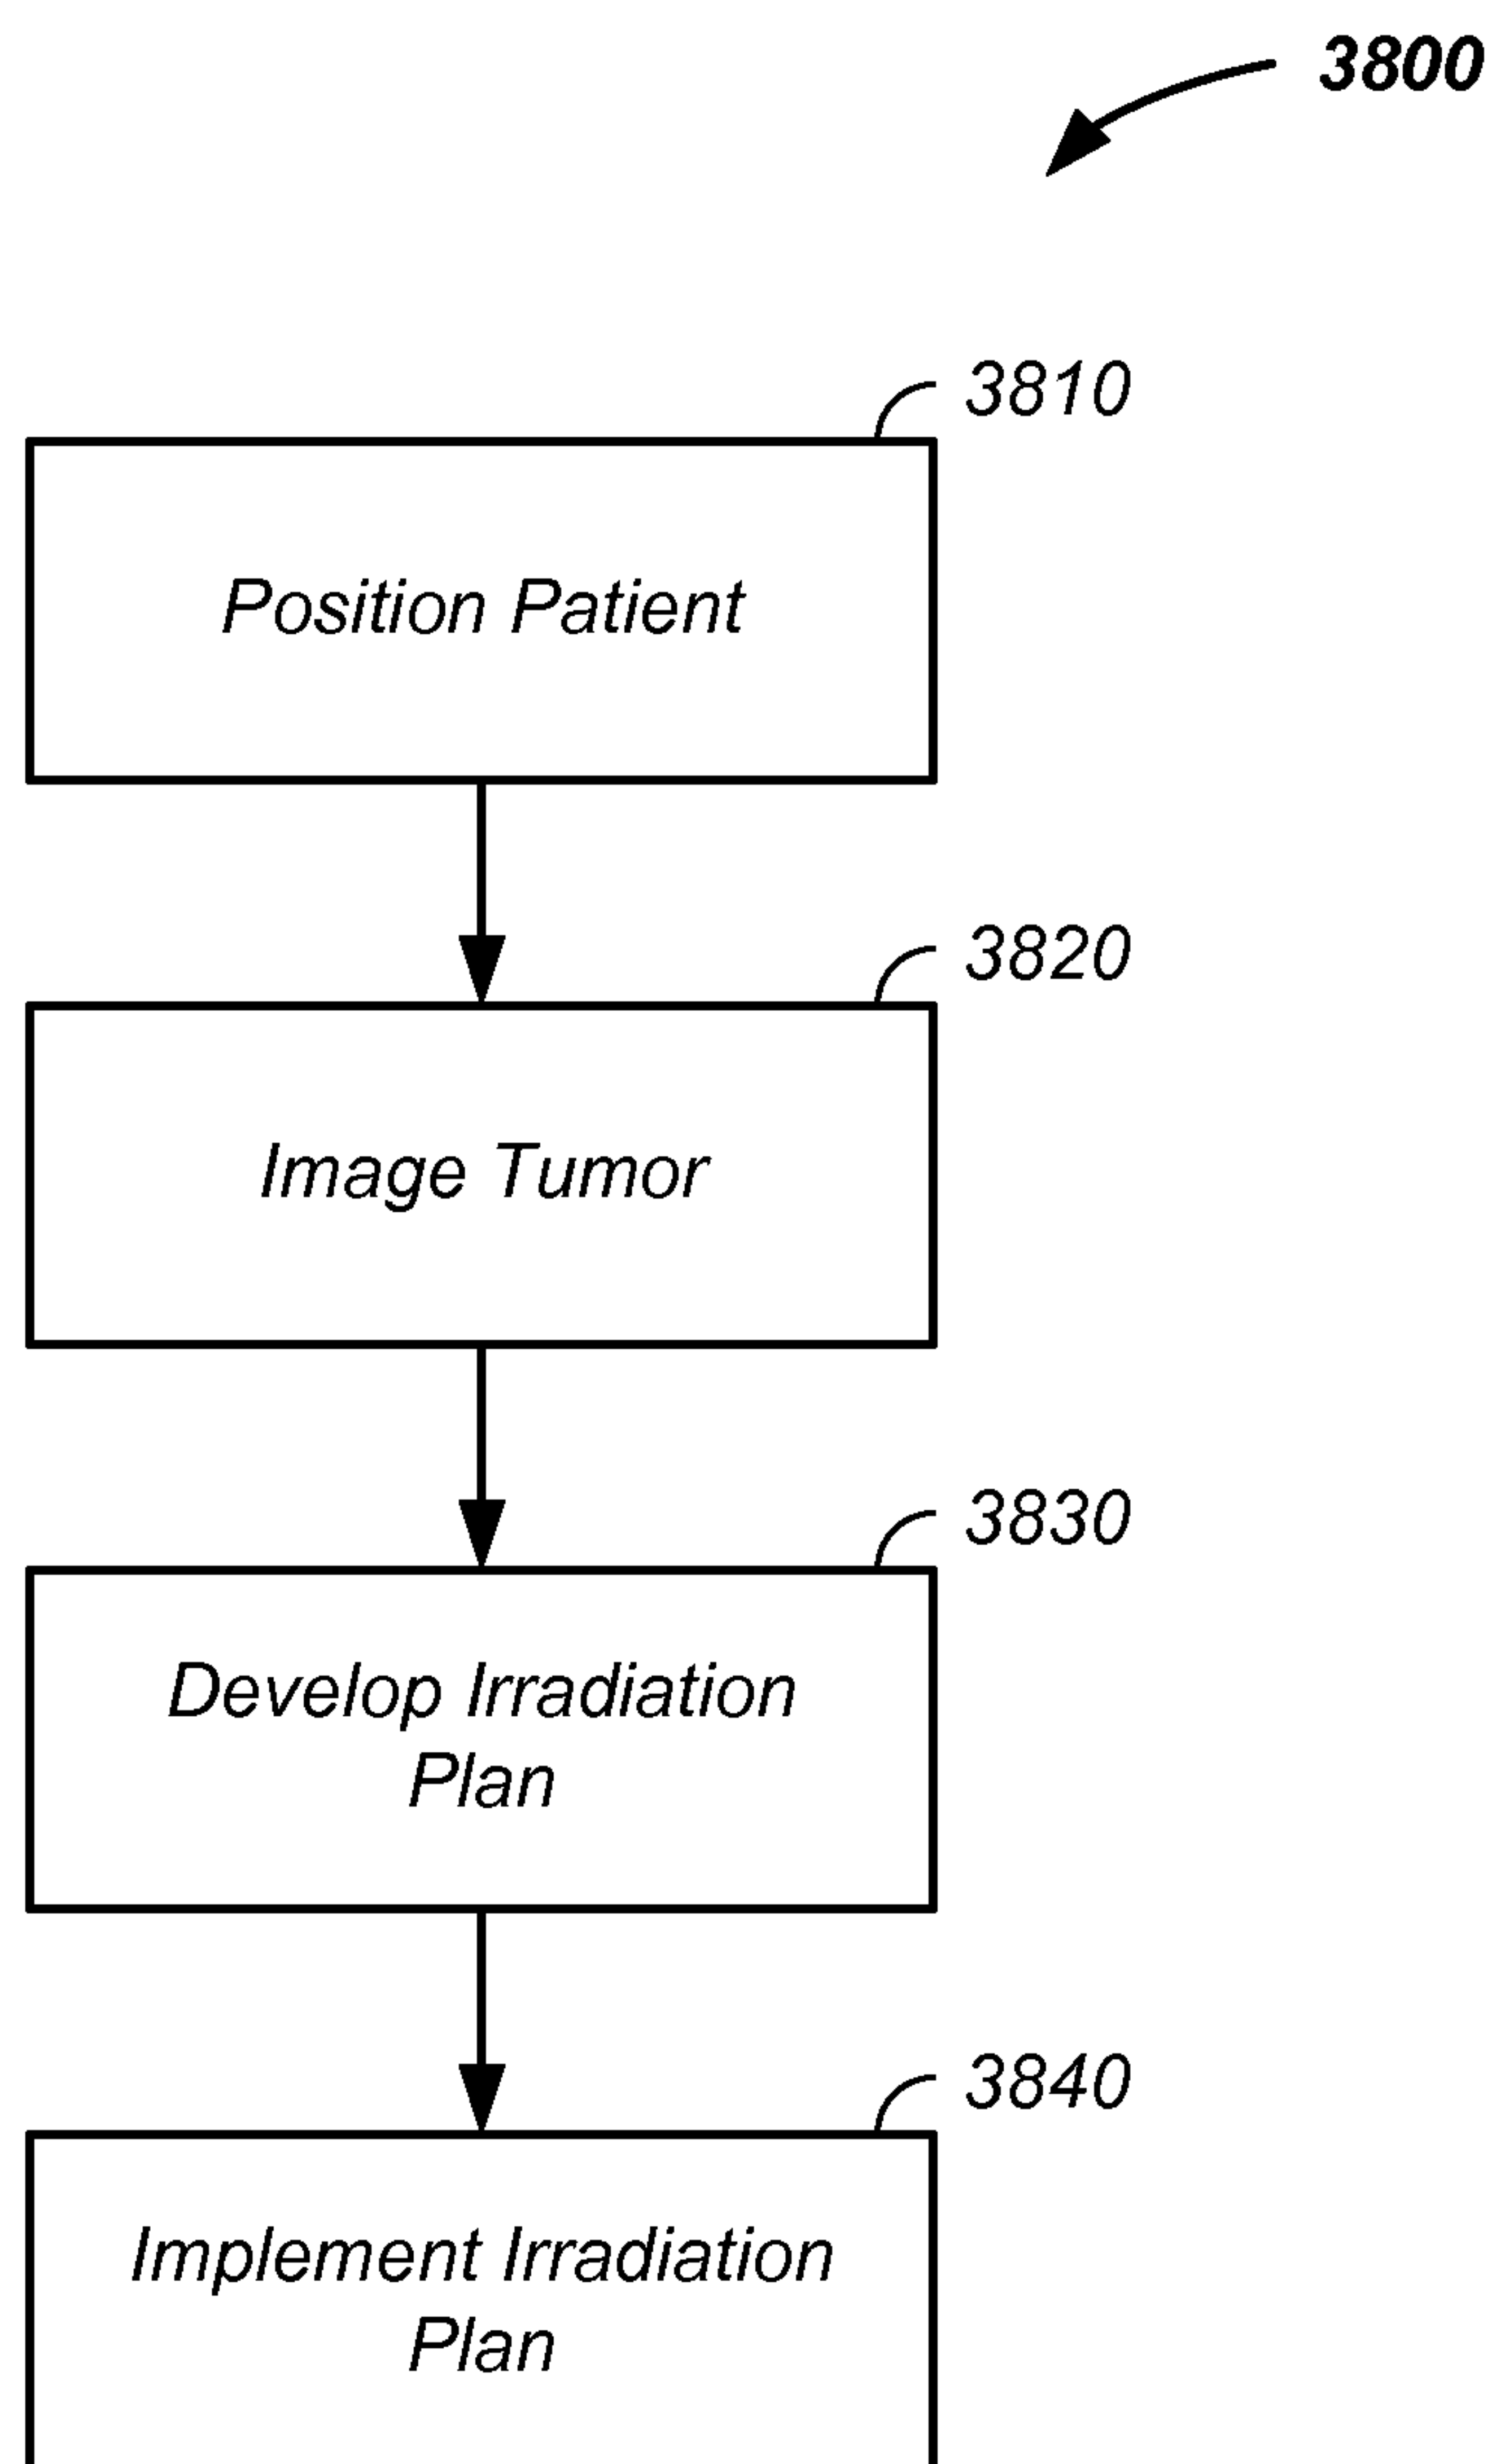 3800
3810
Position Patient
3820
Image Tumor
3830
Develop Irradiation
Plan
3840
Implement Irradiation
Plan